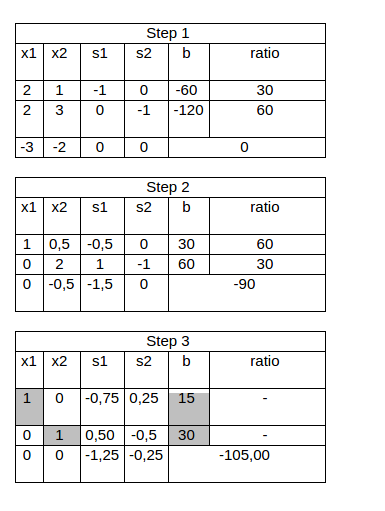 Step 1
x1 x2 s1 s2 b ratio
2 1 -1 0 -60 30
2 3 0 -1 -120 60
-3 -2 0 0 0
Step 2
x1 x2 s1 s2 b ratio
1 0,5 -0,5 0 30 60
0 2 1 -1 60 30
0 -0,5 -1,5 0 -90
Step 3
x1 x2 s1 s2 b ratio
1 0 -0,75 0,25 15 -
0 1 0,50 -0,5 30 -
0 0 -1,25 -0,25 -105,00